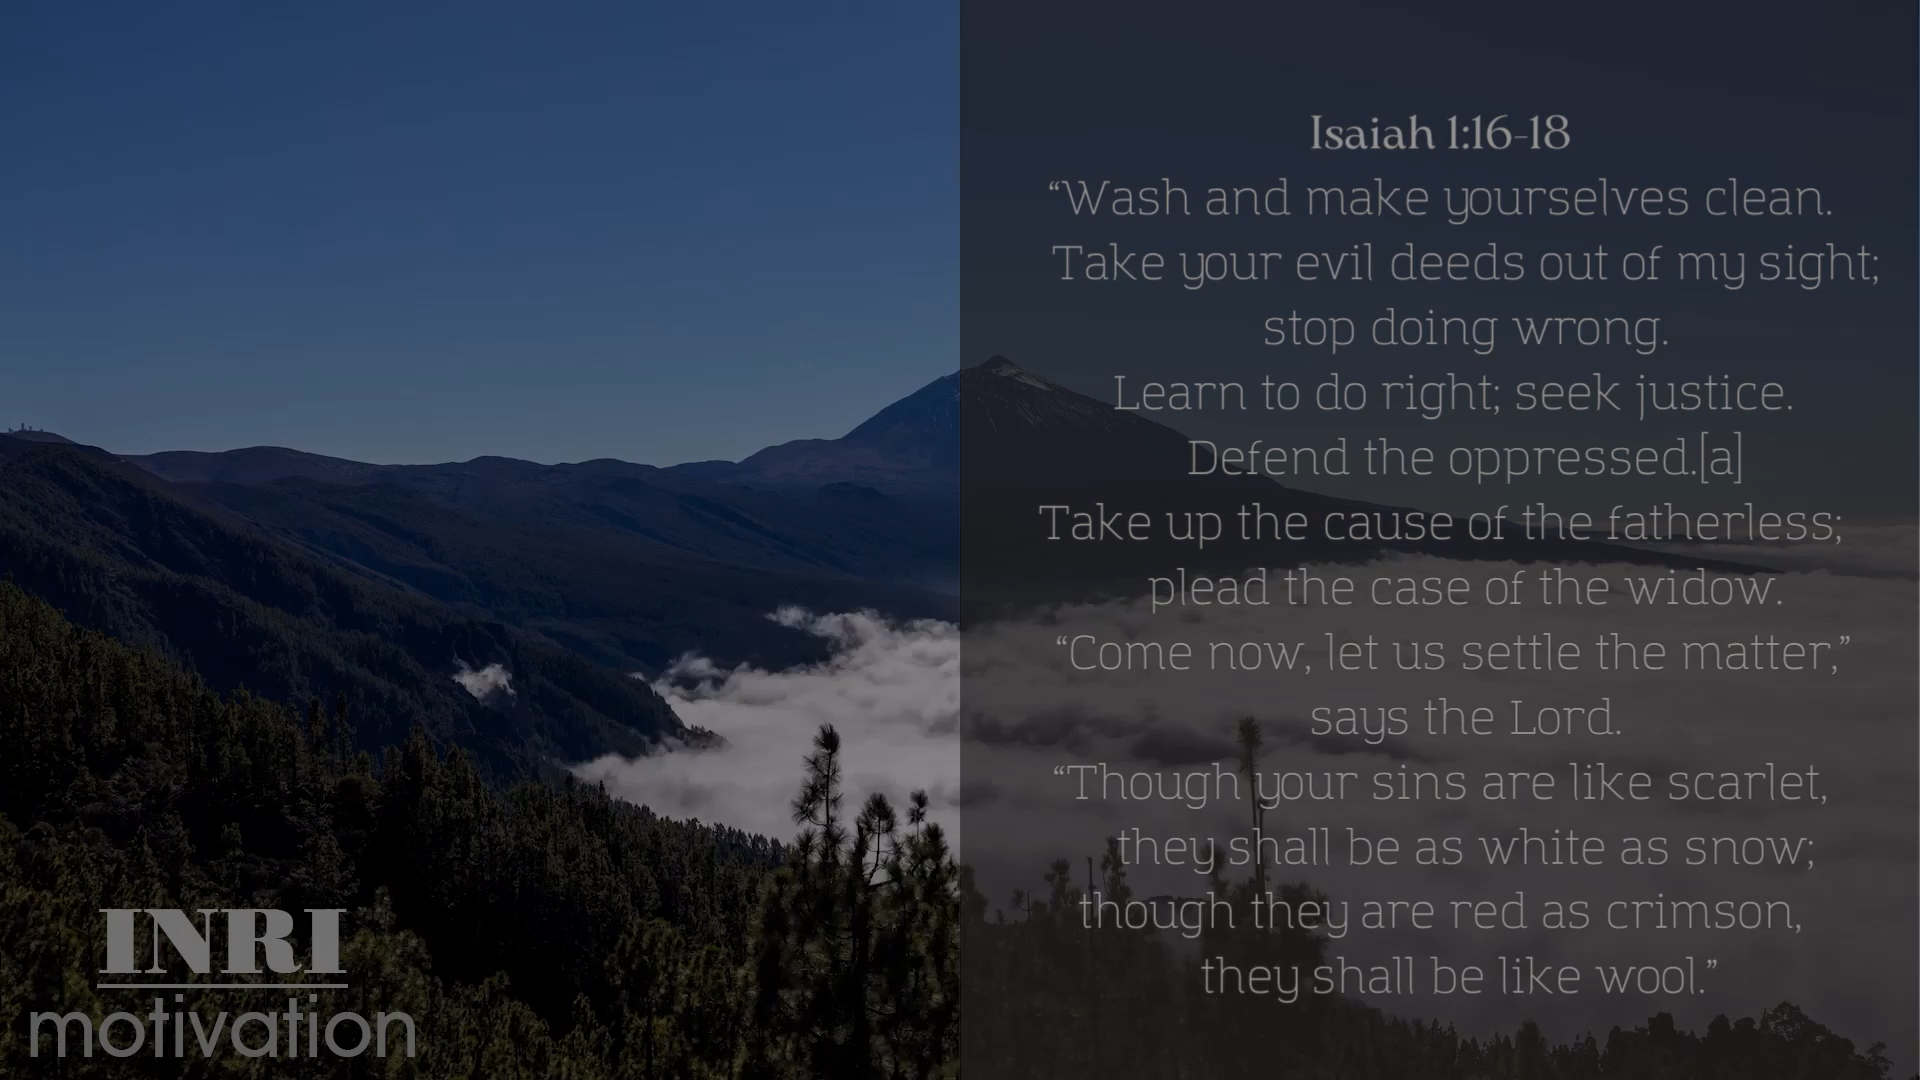 Isaiah 1:16-18
“Wash and make yourselves clean.
Take your evil deeds out of my sight;
stop doing wrong.
Learn to do right; seek justice.
Defend the oppressed.[a]
Take up the cause of the fatherless;
plead the case of the widow.
“Come now, let us settle the matter,”
says the Lord.
“Though your sins are like scarlet,
they shall be as white as snow;
though they are red as crimson,
they shall be like wool.”
INRI
motivation